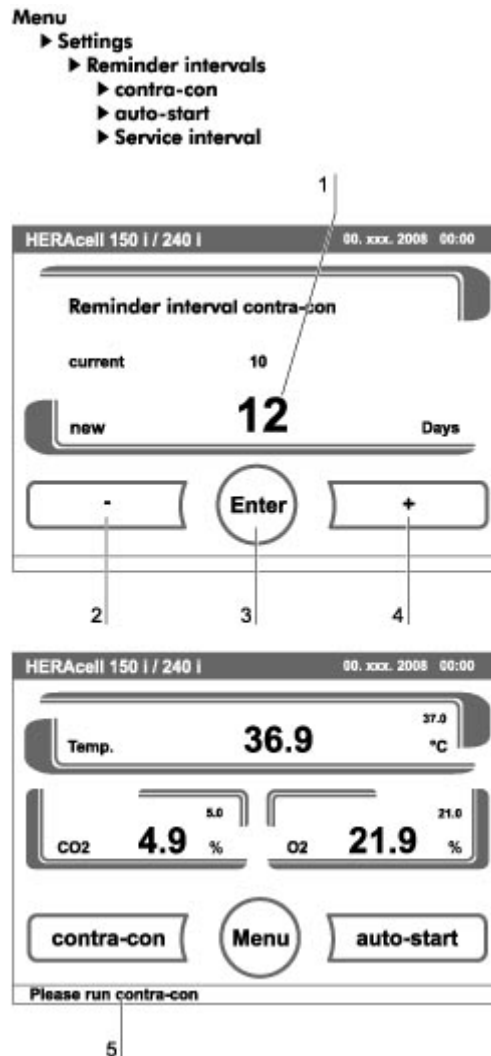 Menu
▶ Settings
▶ Reminder intervals
▶ contra-con
▶ auto-start
▶ Service interval
1
HERAcell 150 i / 240 i 00. xxx. 2008 00:00
Reminder interval contra-con
current 10
new 12 Days
- Enter +
2 3 4
HERAcell 150 i / 240 i 00. xxx. 2008 00:00
37.0
Temp. 36.9 °C
5.0 21.0
CO2 4.9 % O2 21.9 %
contra-con Menu auto-start
Please run contra-con
5